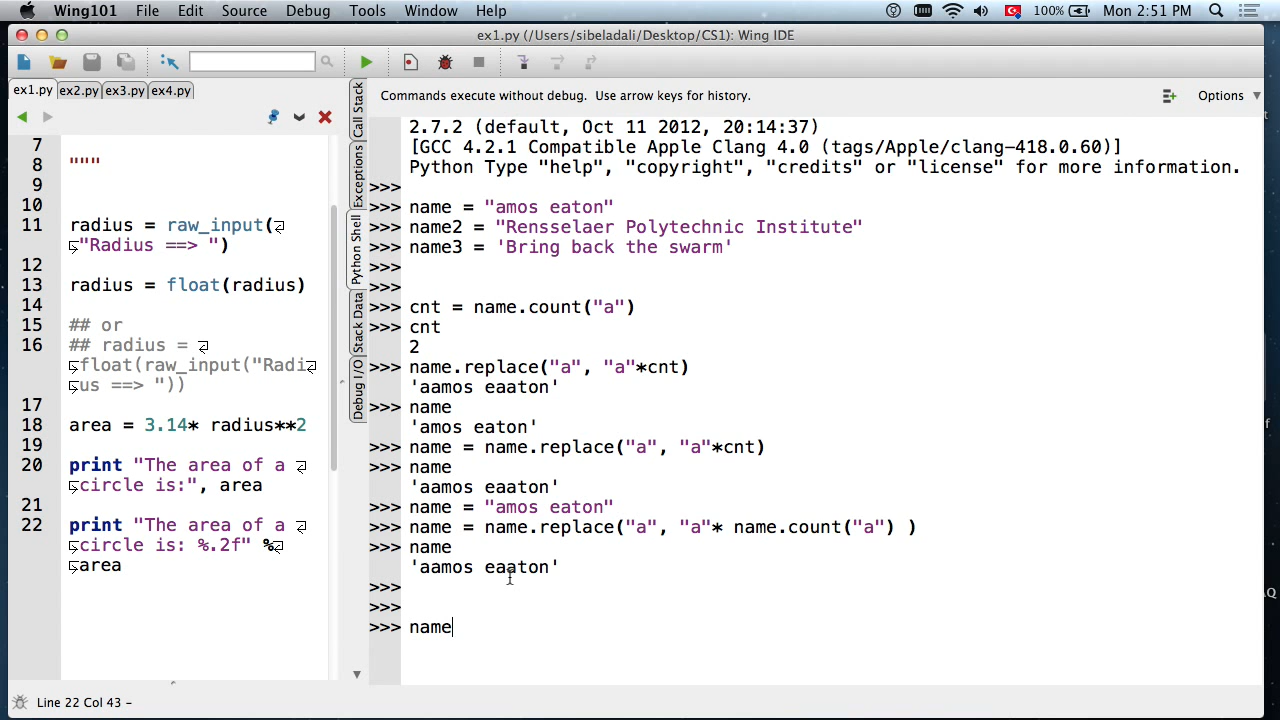 Wing101 File Edit Source Debug Tools Window Help 100% Mon 2:51 PM
ex1.py (/Users/sibeladali/Desktop/CS1): Wing IDE
ex1.py ex2.py ex3.py ex4.py
7
8 """
9
10
11 radius = raw_input(
"Radius ==> ")
12
13 radius = float(radius)
14
15 ## or
16 ## radius =
float(raw_input("Radi
us ==> "))
17
18 area = 3.14* radius**2
19
20 print "The area of a
circle is:", area
21
22 print "The area of a
circle is: %.2f" %
area
Call Stack
Exceptions
Python Shell
Stack Data
Debug I/O
Commands execute without debug. Use arrow keys for history. Options
2.7.2 (default, Oct 11 2012, 20:14:37)
[GCC 4.2.1 Compatible Apple Clang 4.0 (tags/Apple/clang-418.0.60)]
Python Type "help", "copyright", "credits" or "license" for more information.
>>>
>>> name = "amos eaton"
>>> name2 = "Rensselaer Polytechnic Institute"
>>> name3 = 'Bring back the swarm'
>>>
>>>
>>> cnt = name.count("a")
>>> cnt
2
>>> name.replace("a", "a"*cnt)
'aamos eaaton'
>>> name
'amos eaton'
>>> name = name.replace("a", "a"*cnt)
>>> name
'aamos eaaton'
>>> name = "amos eaton"
>>> name = name.replace("a", "a"* name.count("a") )
>>> name
'aamos eaaton'
>>>
>>>
>>> name
Line 22 Col 43 –